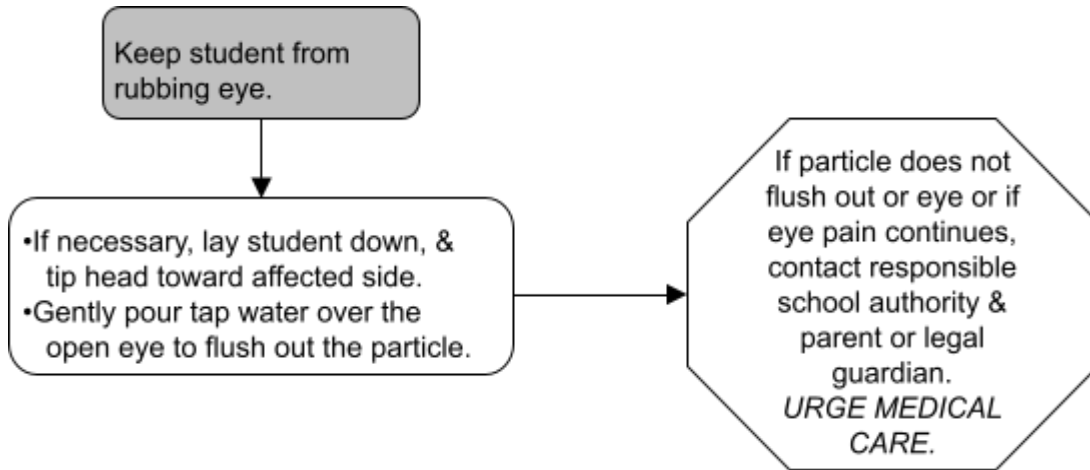 Keep student from
rubbing eye.
•If necessary, lay student down, &
tip head toward affected side.
•Gently pour tap water over the
open eye to flush out the particle.
If particle does not
flush out or eye or if
eye pain continues,
contact responsible
school authority &
parent or legal
guardian.
URGE MEDICAL
CARE.